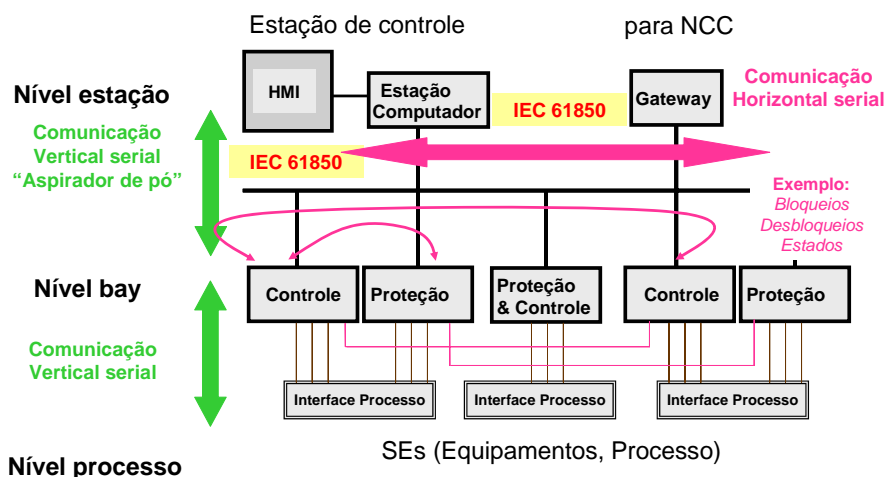 Estação de controle
para NCC
HMI
Estação
Computador
IEC 61850
Gateway
Comunicação
Horizontal serial
Nível estação
Comunicação
Vertical serial
“Aspirador de pó”
IEC 61850
Exemplo:
Bloqueios
Desbloqueios
Estados
Nível bay
Controle
Proteção
Proteção
& Controle
Controle
Proteção
Comunicação
Vertical serial
Interface Processo
Interface Processo
Interface Processo
SEs (Equipamentos, Processo)
Nível processo